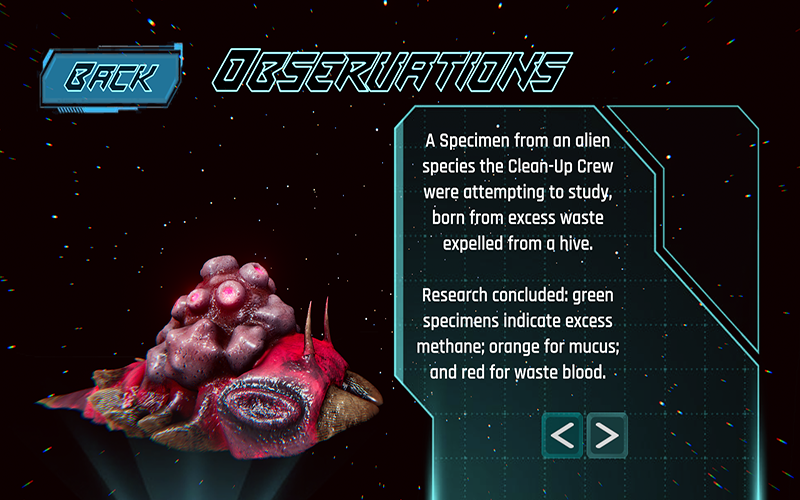 BACK
OBSERVATIONS
A Specimen from an alien
species the Clean-Up Crew
were attempting to study,
born from excess waste
expelled from a hive.
Research concluded: green
specimens indicate excess
methane; orange for mucus;
and red for waste blood.
< >